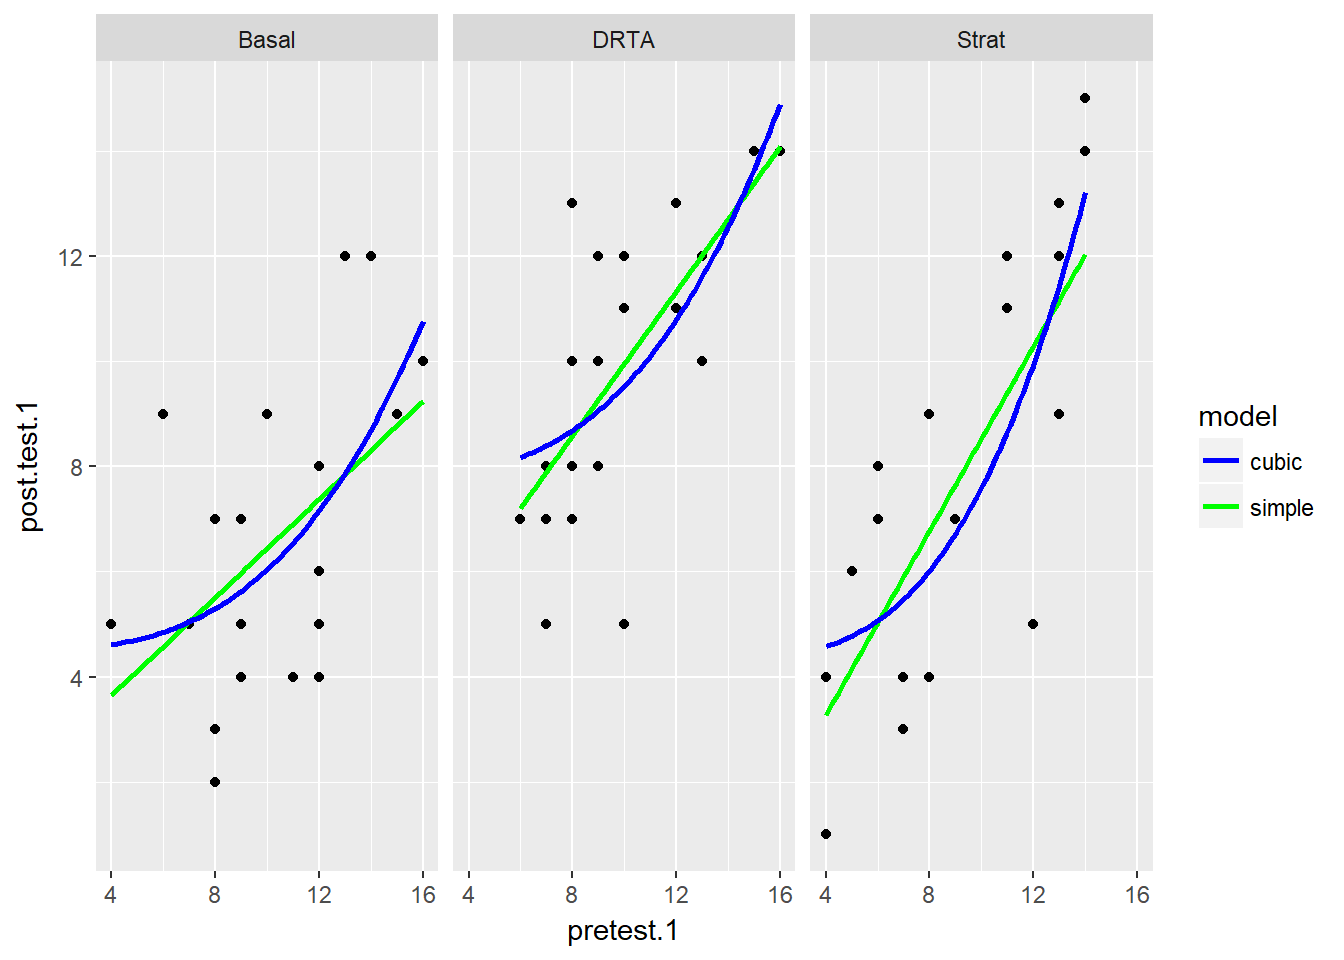 Basal DRTA Strat
post.test.1
12
8
4
4 8 12 16 4 8 12 16 4 8 12 16
pretest.1
model
cubic
simple